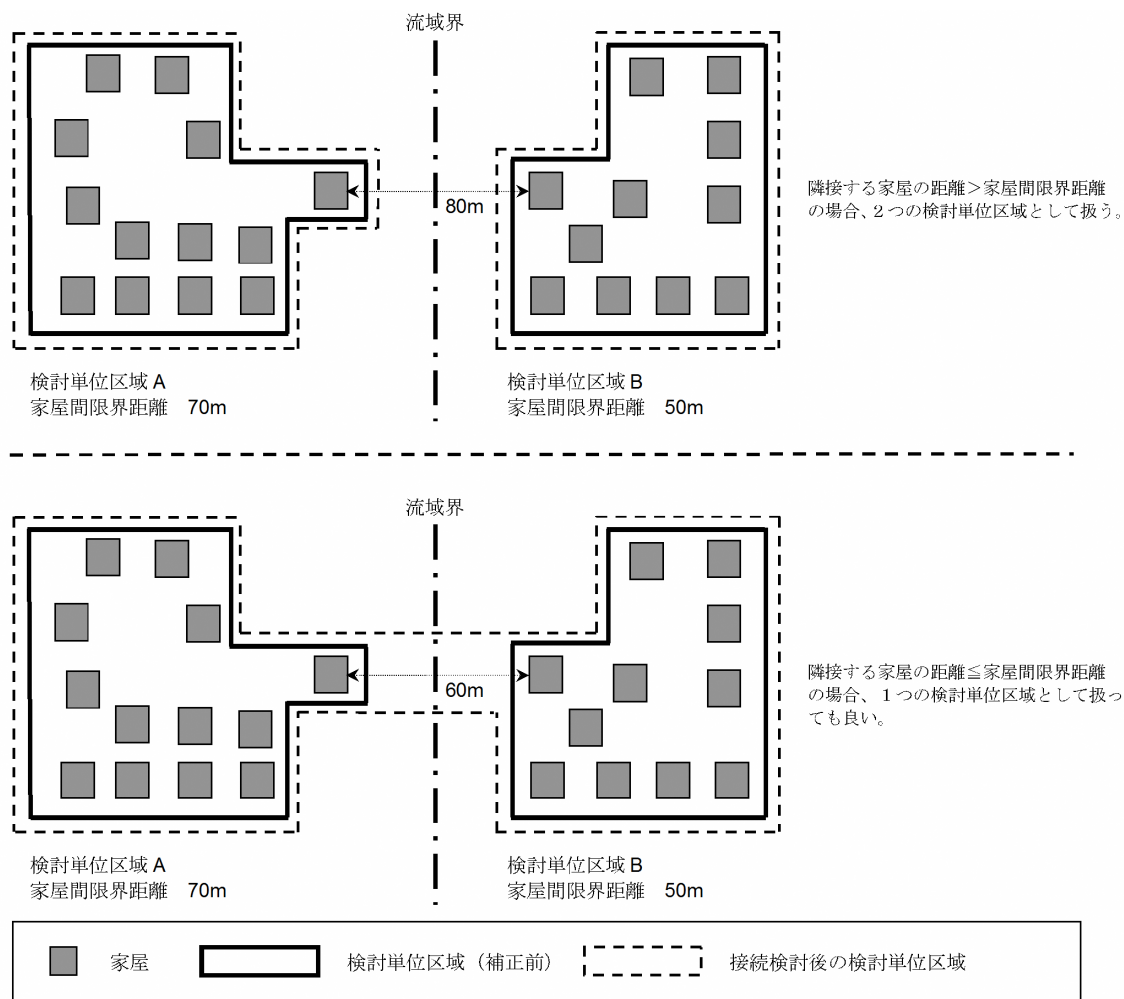 流域界
80m
隣接する家屋の距離＞家屋間限界距離
の場合、２つの検討単位区域として扱う。
検討単位区域 A
家屋間限界距離　70m
検討単位区域 B
家屋間限界距離　50m
流域界
60m
隣接する家屋の距離≦家屋間限界距離
の場合、１つの検討単位区域として扱っ
ても良い。
検討単位区域 A
家屋間限界距離　70m
検討単位区域 B
家屋間限界距離　50m
家屋
検討単位区域（補正前）
接続検討後の検討単位区域